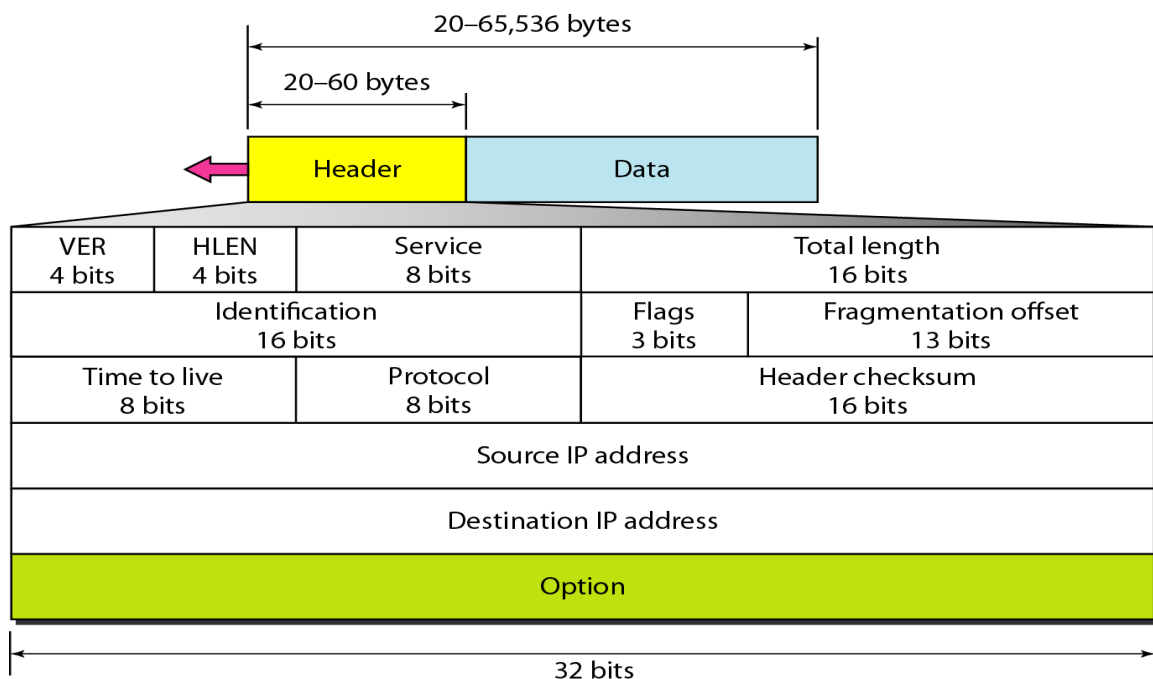 20–65,536 bytes
20–60 bytes
Header
Data
VER
4 bits
HLEN
4 bits
Service
8 bits
Total length
16 bits
Identification
16 bits
Flags
3 bits
Fragmentation offset
13 bits
Time to live
8 bits
Protocol
8 bits
Header checksum
16 bits
Source IP address
Destination IP address
Option
32 bits